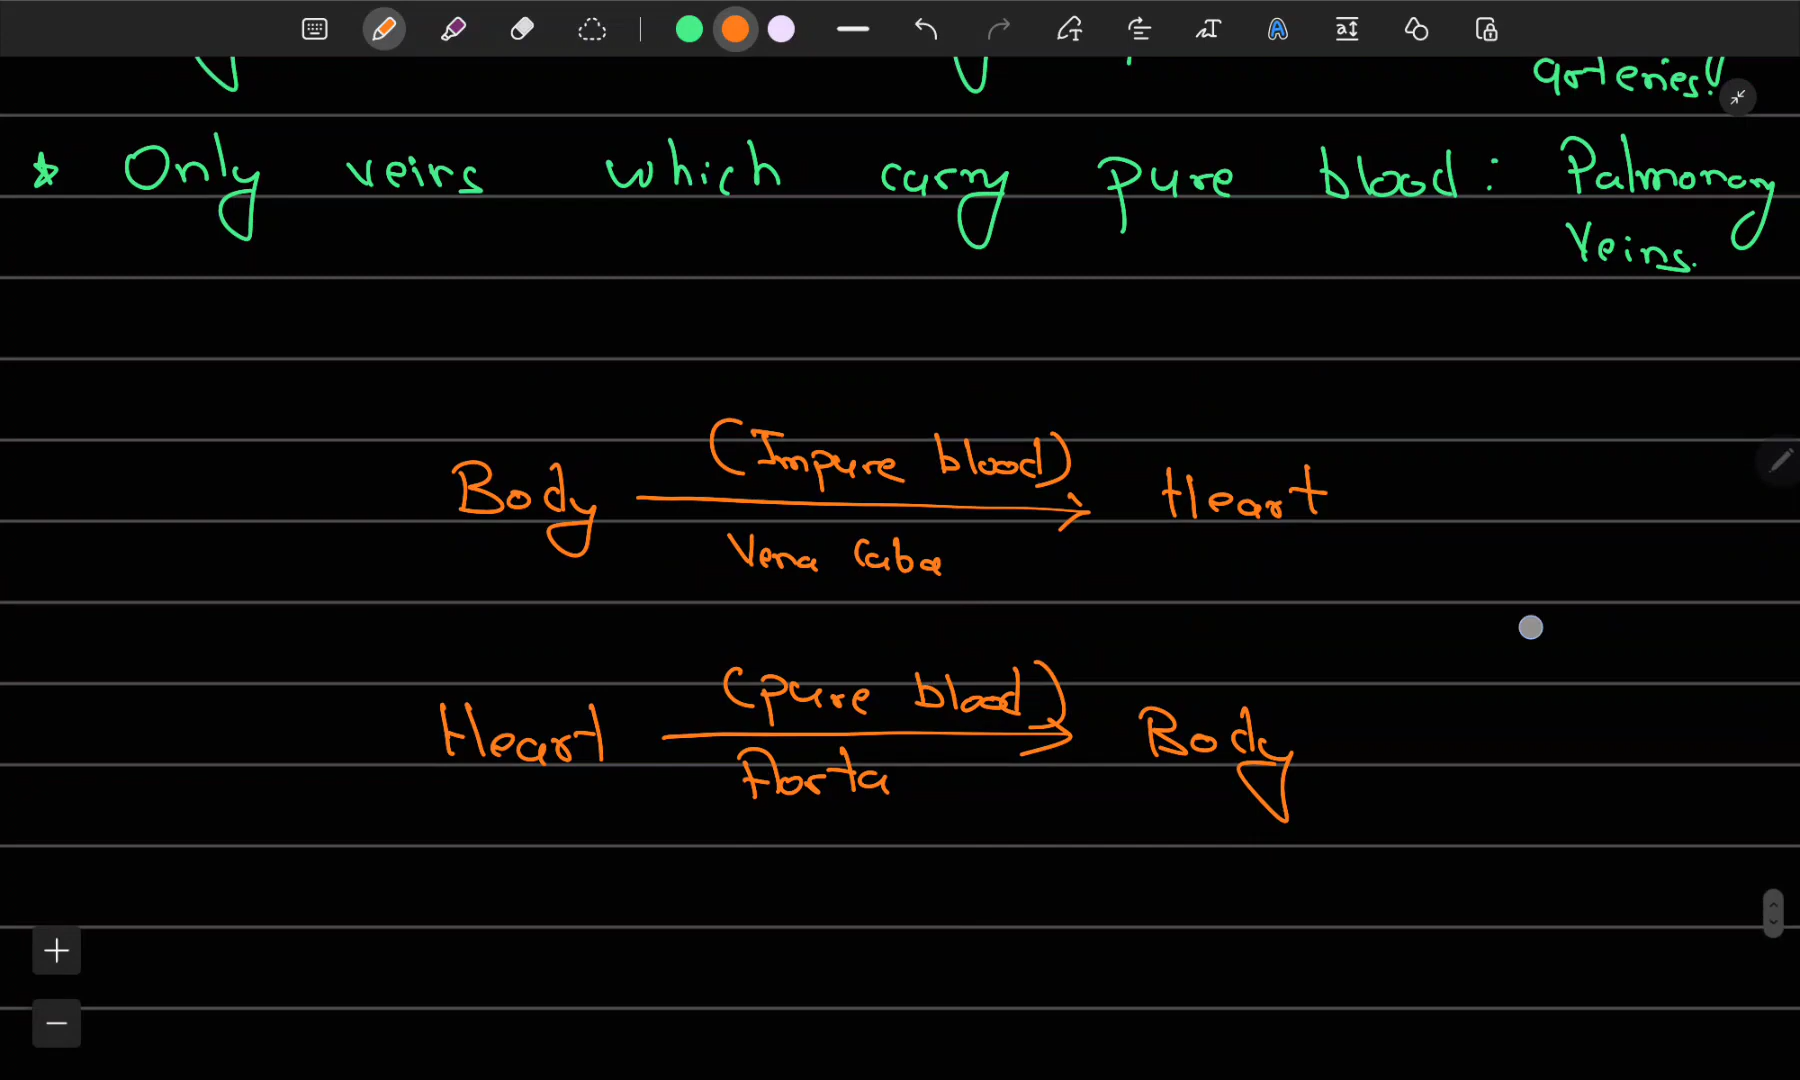 arteries!!
* Only veins which carry pure blood: Palmonary
Veins.
(Impure blood)
Body Heart
Vena Caba
(pure blood)
Heart Body
Aorta